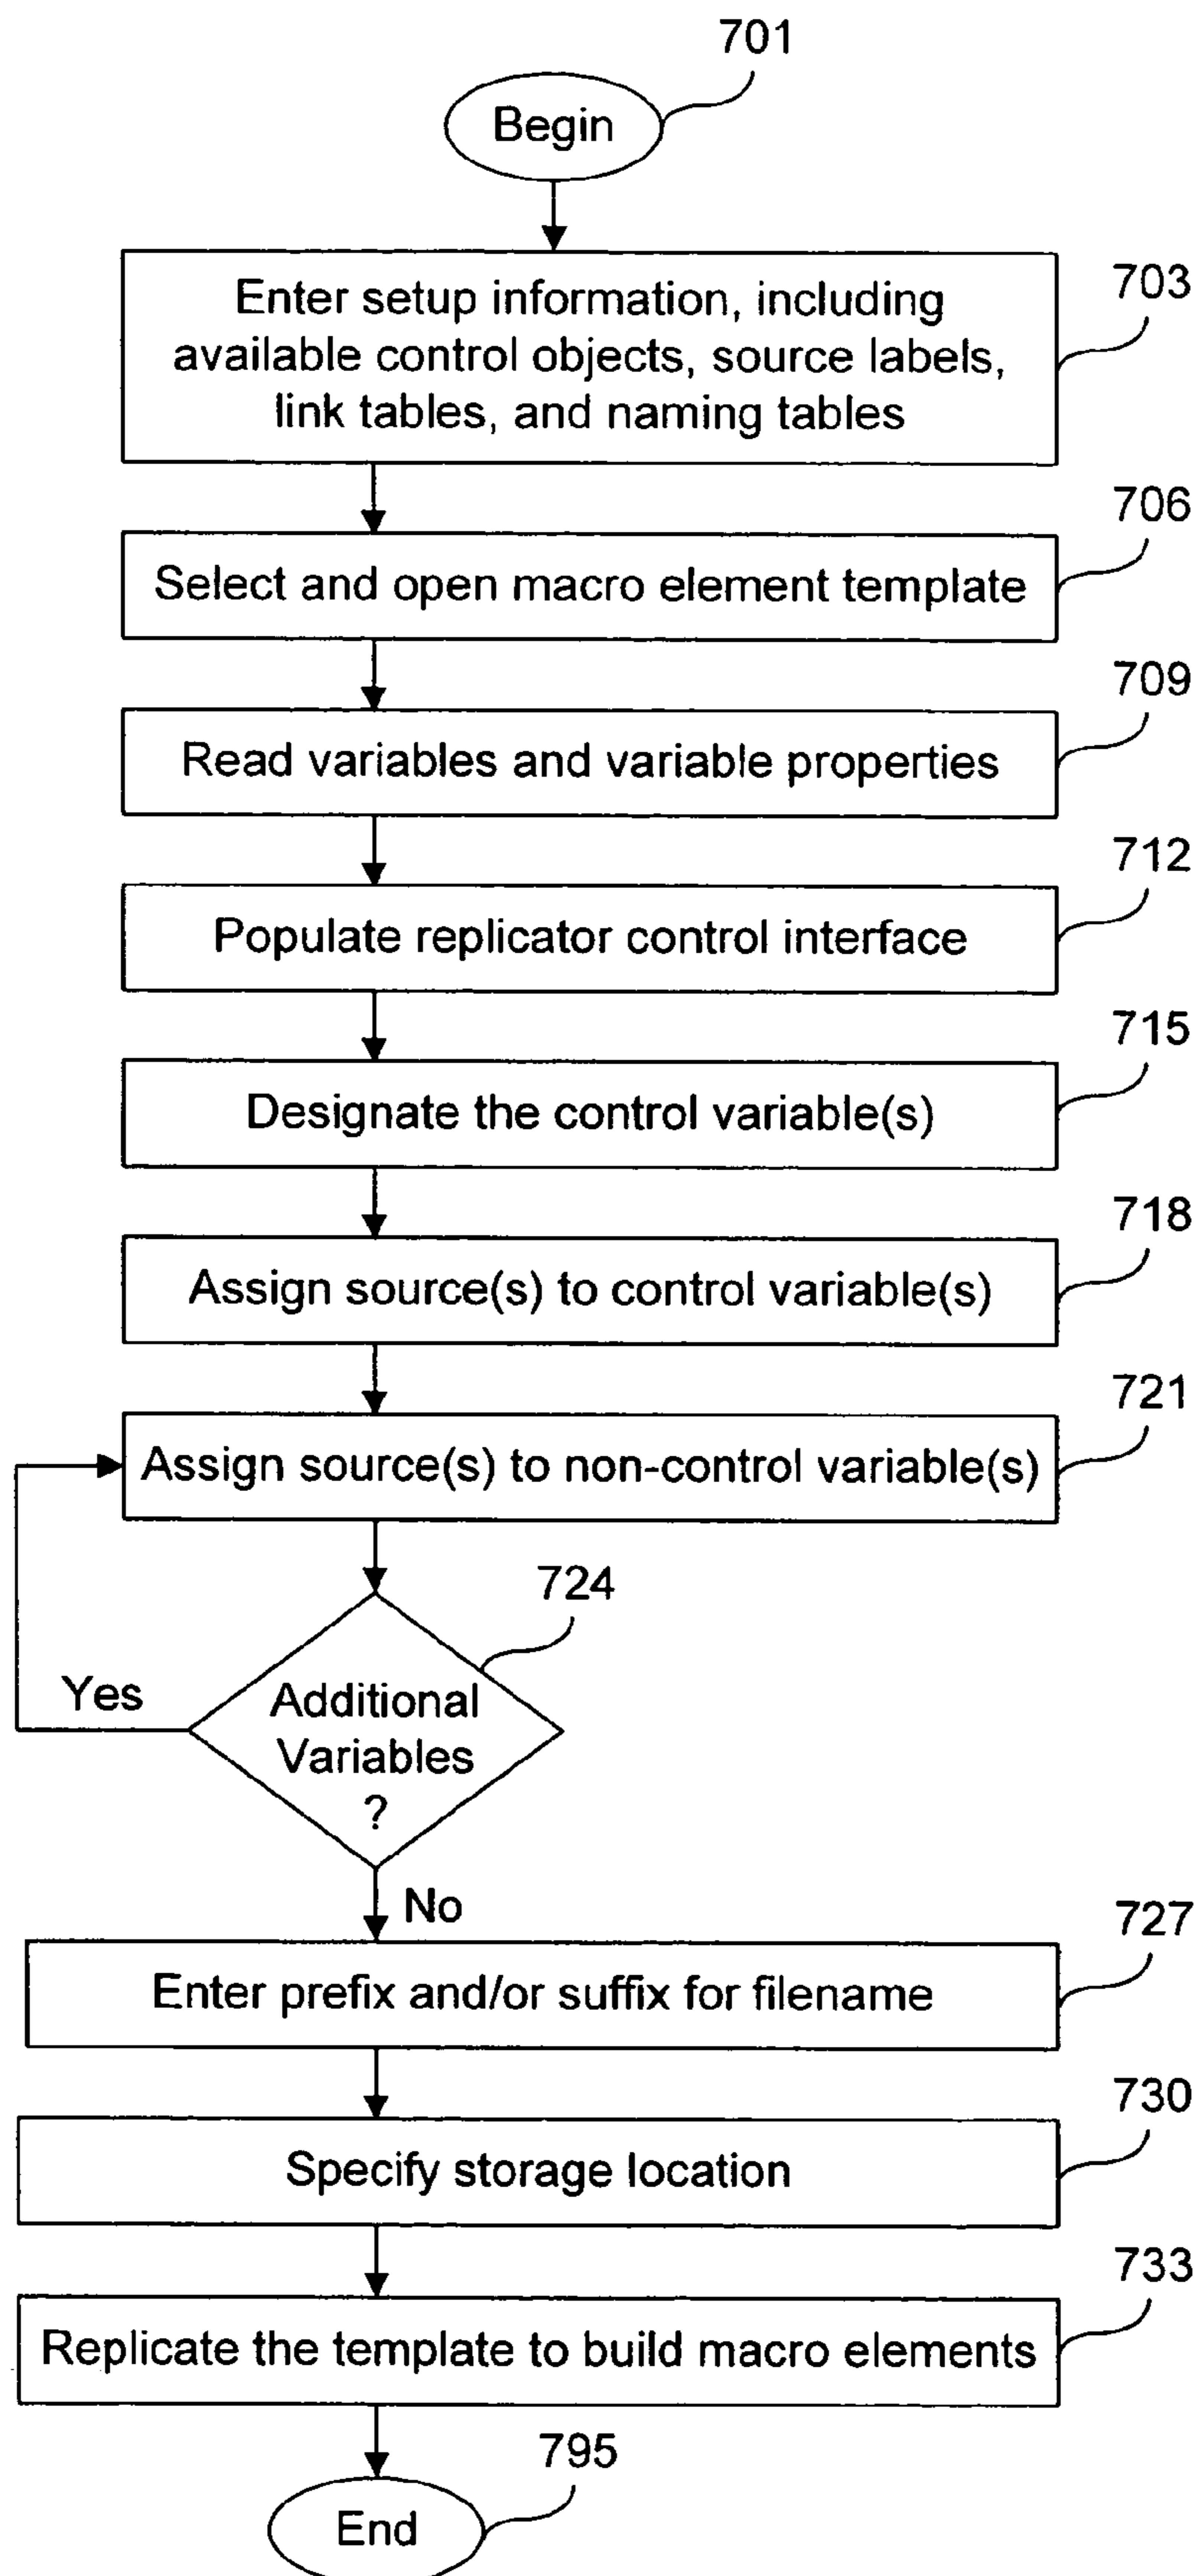 701
Begin
703
Enter setup information, including
available control objects, source labels,
link tables, and naming tables
706
Select and open macro element template
709
Read variables and variable properties
712
Populate replicator control interface
715
Designate the control variable(s)
718
Assign source(s) to control variable(s)
721
Assign source(s) to non-control variable(s)
724
Yes
Additional
Variables
?
No
727
Enter prefix and/or suffix for filename
730
Specify storage location
733
Replicate the template to build macro elements
795
End